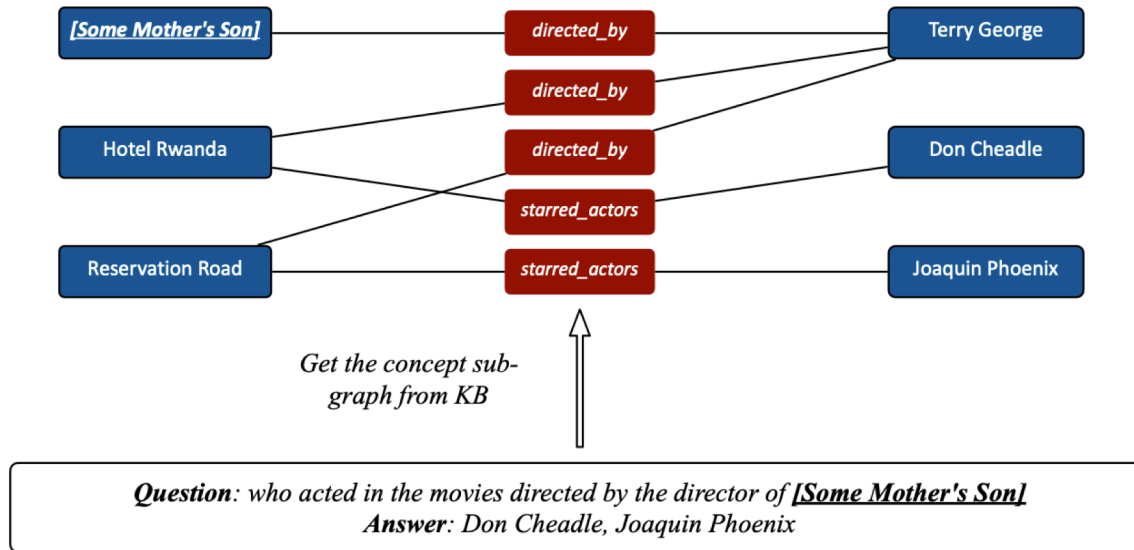 [Some Mother's Son]
directed_by
Terry George
directed_by
Hotel Rwanda
directed_by
Don Cheadle
starred_actors
Reservation Road
starred_actors
Joaquin Phoenix
Get the concept sub-
graph from KB
Question: who acted in the movies directed by the director of [Some Mother's Son]
Answer: Don Cheadle, Joaquin Phoenix